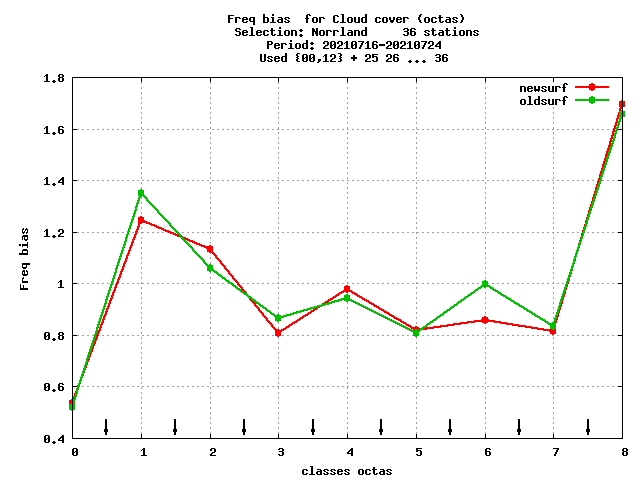 Freq bias  for Cloud cover (octas)
Selection: Norrland     36 stations
Period: 20210716-20210724
Used {00,12} + 25 26 ... 36
newsurf
oldsurf
1.8
1.6
1.4
1.2
1
0.8
0.6
0.4
Freq bias
0 1 2 3 4 5 6 7 8
classes octas